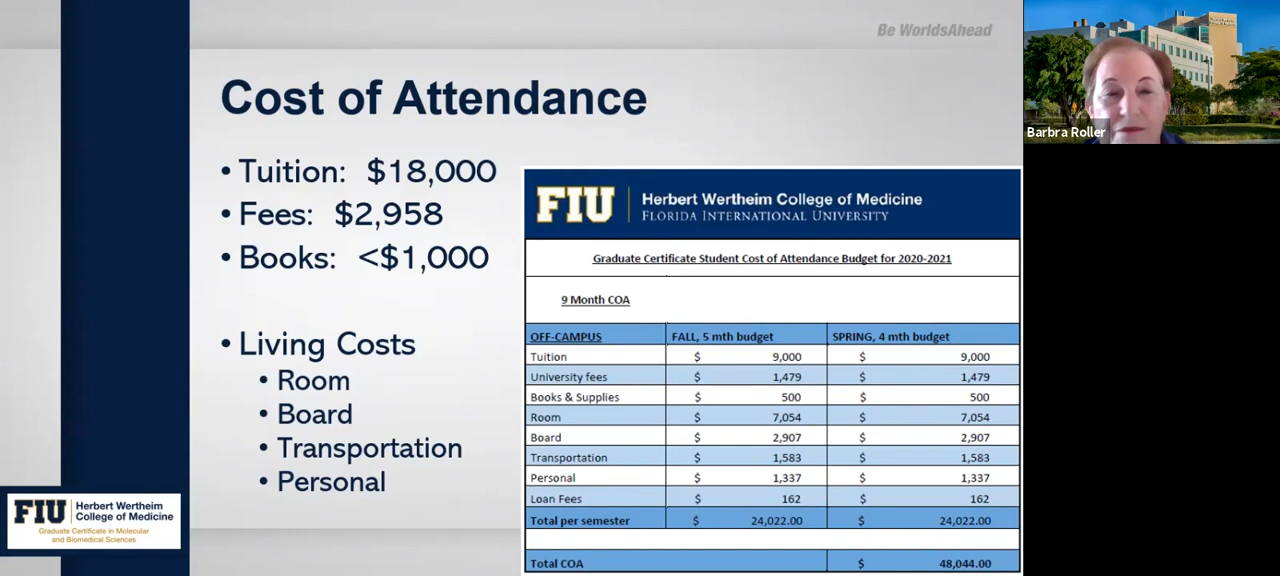 Be WorldsAhead
Cost of Attendance
• Tuition: $18,000
• Fees: $2,958
• Books: <$1,000
• Living Costs
• Room
• Board
• Transportation
• Personal
FIU Herbert Wertheim
College of Medicine
Graduate Certificate in Molecular
and Biomedical Sciences
FIU Herbert Wertheim College of Medicine
FLORIDA INTERNATIONAL UNIVERSITY
Graduate Certificate Student Cost of Attendance Budget for 2020-2021
9 Month COA
OFF-CAMPUS FALL, 5 mth budget SPRING, 4 mth budget
Tuition $ 9,000 $ 9,000
University fees $ 1,479 $ 1,479
Books & Supplies $ 500 $ 500
Room $ 7,054 $ 7,054
Board $ 2,907 $ 2,907
Transportation $ 1,583 $ 1,583
Personal $ 1,337 $ 1,337
Loan Fees $ 162 $ 162
Total per semester $ 24,022.00 $ 24,022.00
Total COA $ 48,044.00
Barbra Roller